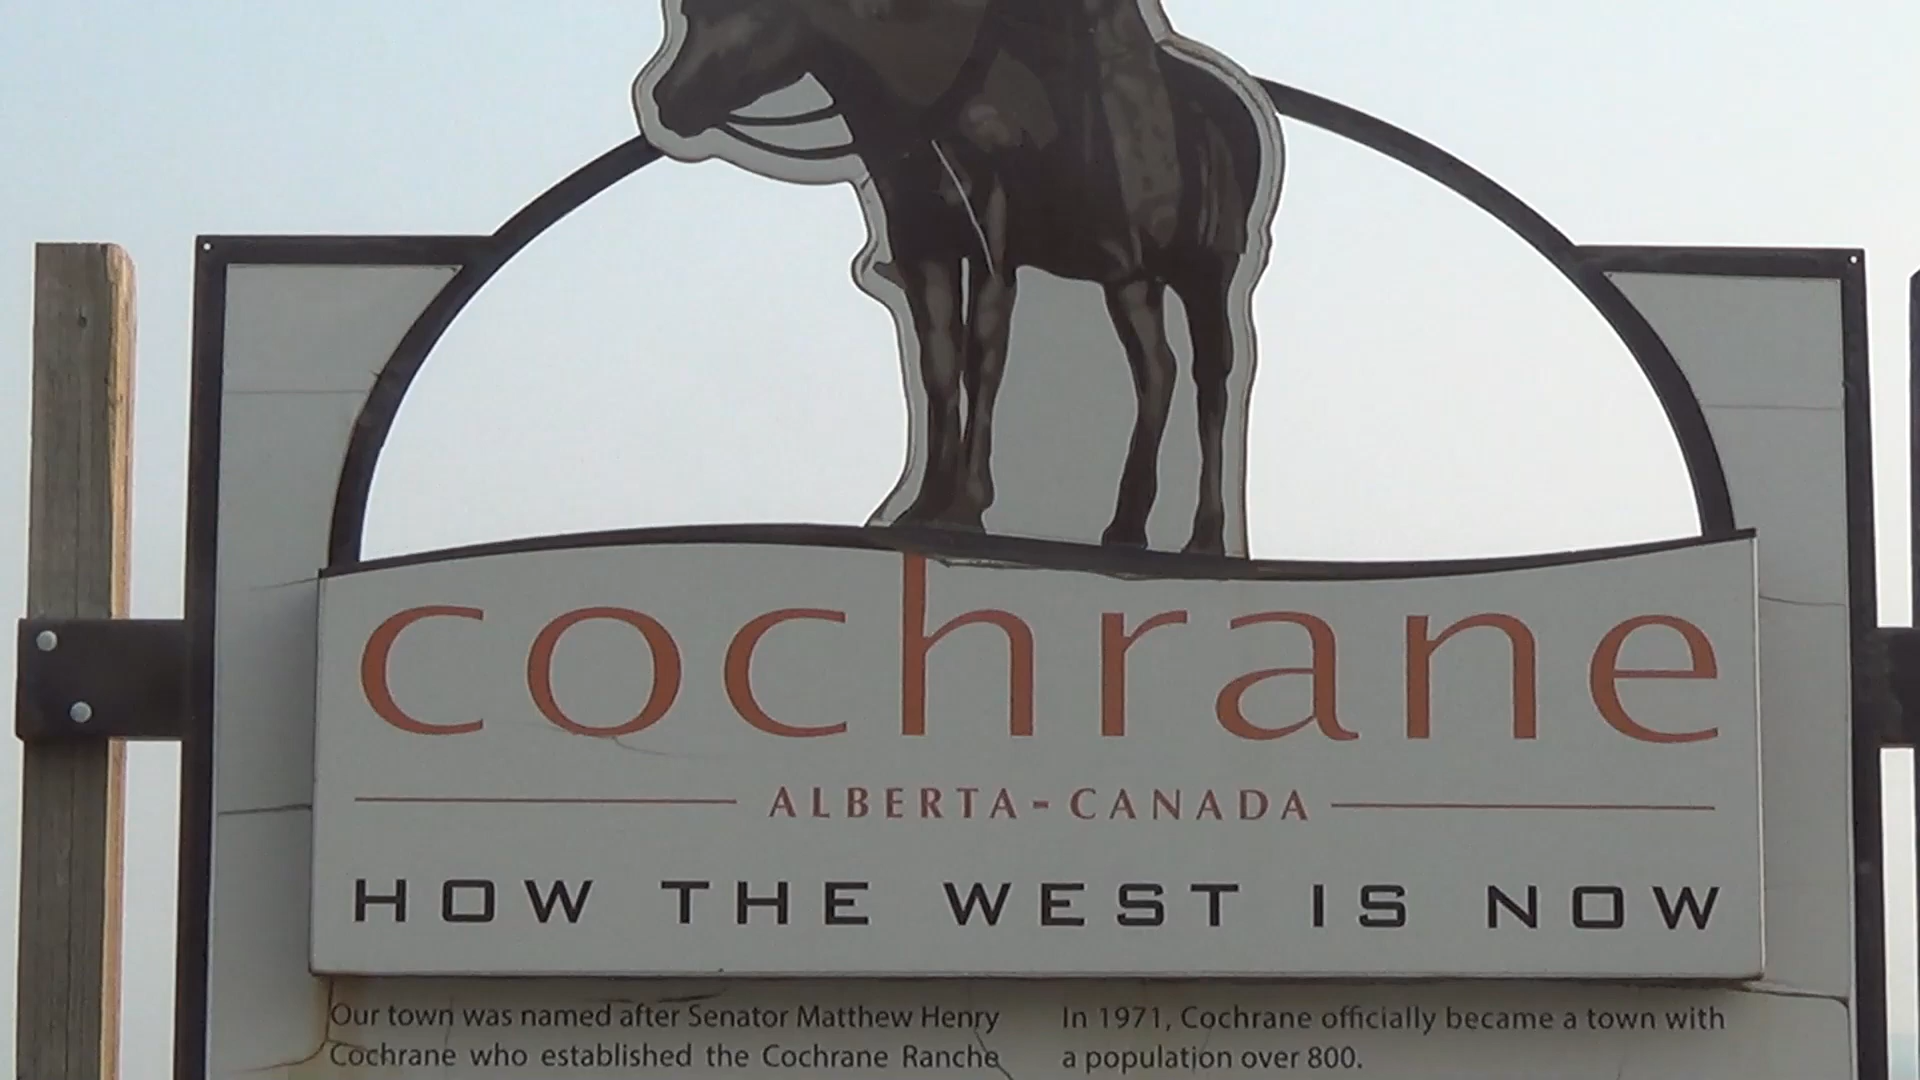 cochrane
ALBERTA-CANADA
HOW THE WEST IS NOW
Our town was named after Senator Matthew Henry
Cochrane who established the Cochrane Ranche
In 1971, Cochrane officially became a town with
a population over 800.